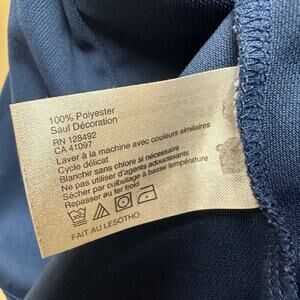 100% Polyester
Sauf Décoration
RN 128492
CA 41097
Laver à la machine avec couleurs similaires
Cycle délicat
Blanchir sans chlore si nécessaire
Ne pas utiliser d'agents adoucissants
Sécher par culbutage à basse température
Repasser au fer froid
FAIT AU LESOTHO